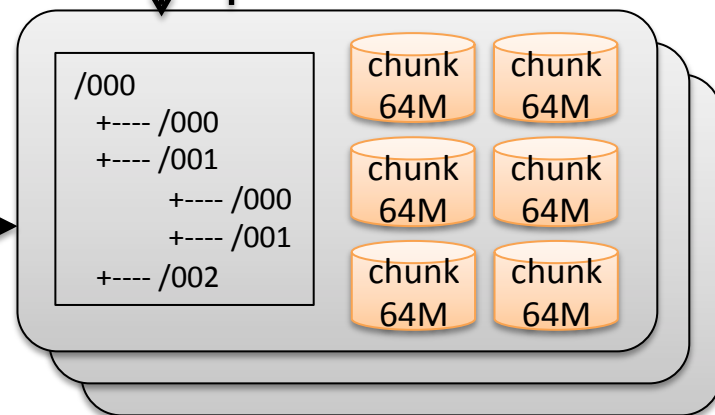 /000
+---- /000
+---- /001
+---- /000
+---- /001
+---- /002
chunk
64M
chunk
64M
chunk
64M
chunk
64M
chunk
64M
chunk
64M